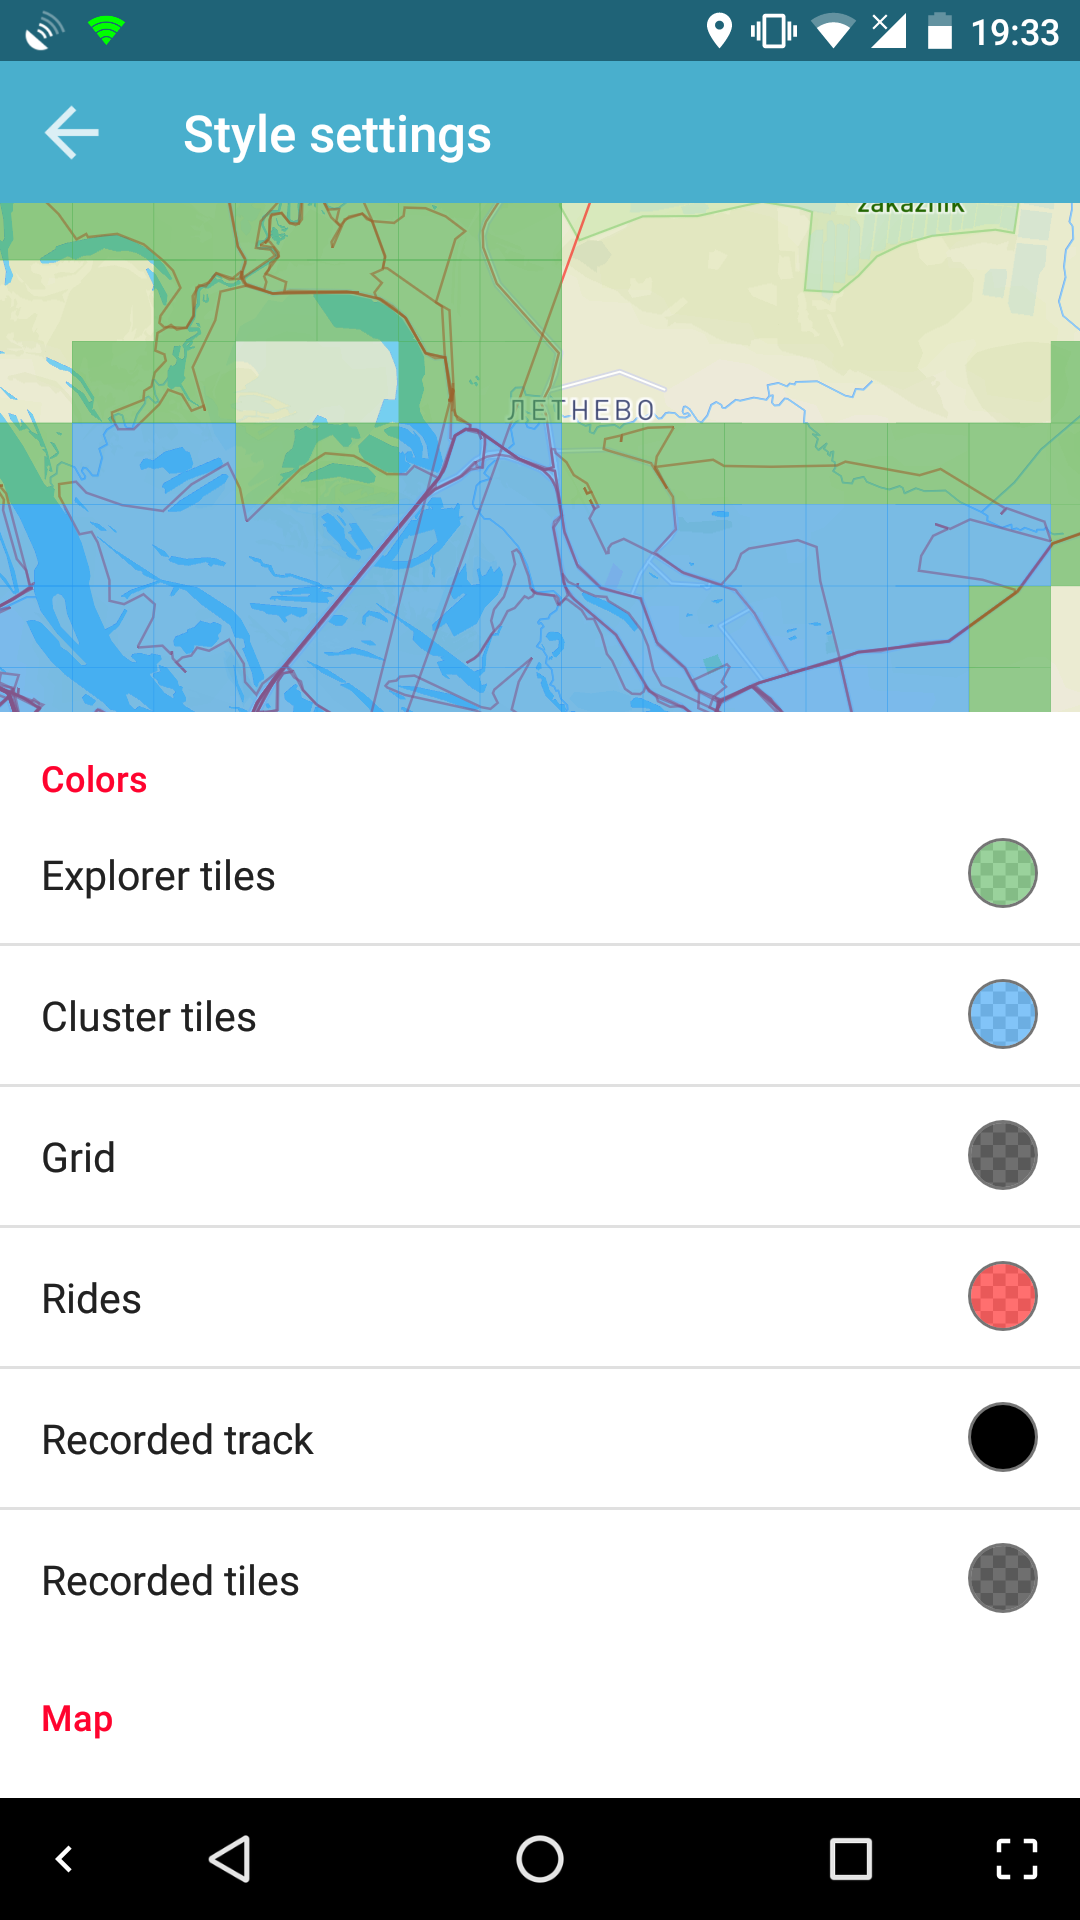 19:33
Style settings
zakaznik
ЛЕТНЕВО
Colors
Explorer tiles
Cluster tiles
Grid
Rides
Recorded track
Recorded tiles
Map